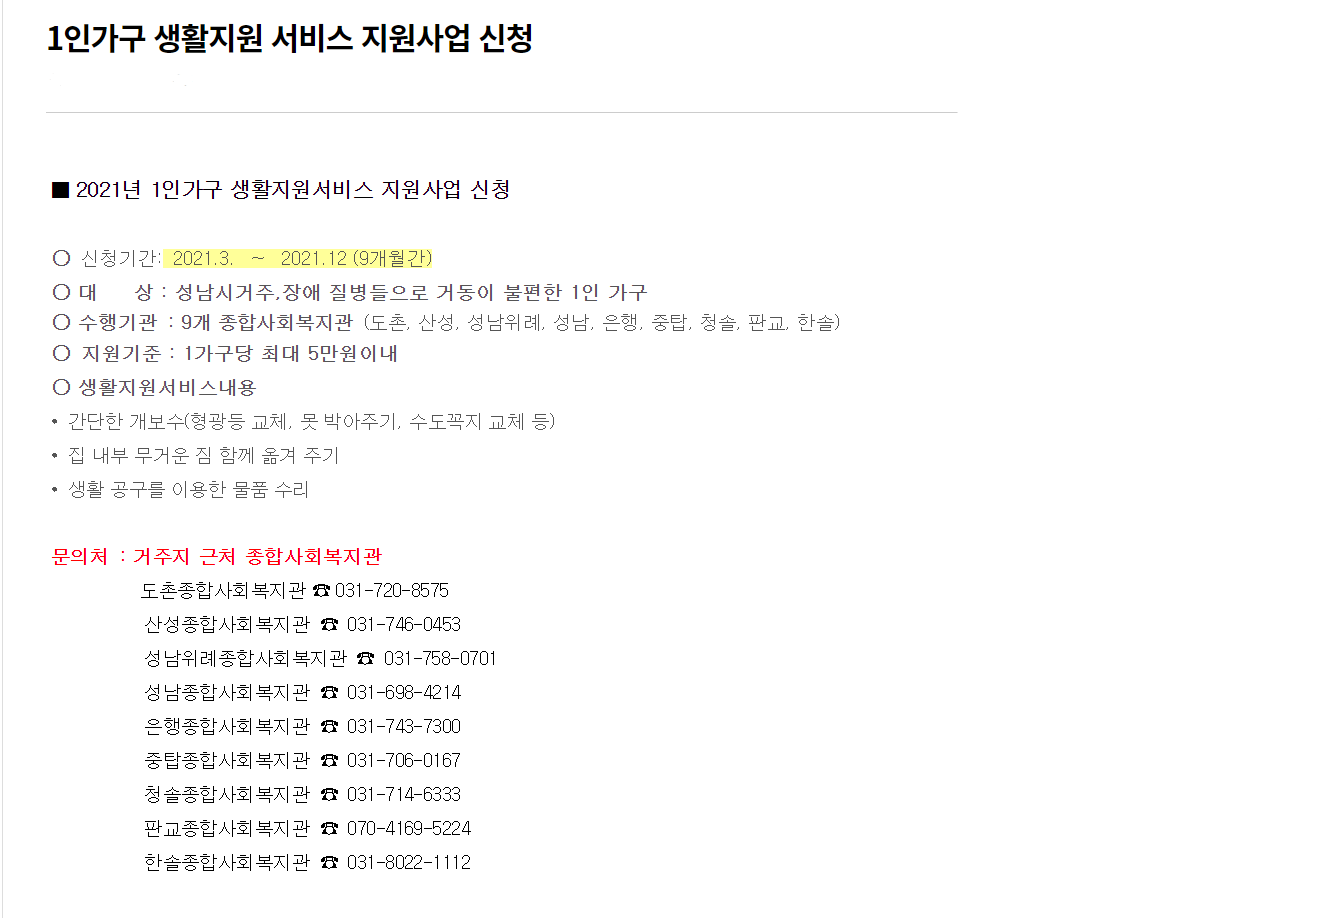 1인가구 생활지원 서비스 지원사업 신청
■ 2021년 1인가구 생활지원서비스 지원사업 신청
○ 신청기간: 2021.3. ~ 2021.12 (9개월간)
○ 대 상 : 성남시거주,장애 질병들으로 거동이 불편한 1인 가구
○ 수행기관 : 9개 종합사회복지관 (도촌, 산성, 성남위례, 성남, 은행, 중탑, 청솔, 판교, 한솔)
○ 지원기준 : 1가구당 최대 5만원이내
○ 생활지원서비스내용
• 간단한 개보수(형광등 교체, 못 박아주기, 수도꼭지 교체 등)
• 집 내부 무거운 짐 함께 옮겨 주기
• 생활 공구를 이용한 물품 수리
문의처 : 거주지 근처 종합사회복지관
도촌종합사회복지관 ☎ 031-720-8575
산성종합사회복지관 ☎ 031-746-0453
성남위례종합사회복지관 ☎ 031-758-0701
성남종합사회복지관 ☎ 031-698-4214
은행종합사회복지관 ☎ 031-743-7300
중탑종합사회복지관 ☎ 031-706-0167
청솔종합사회복지관 ☎ 031-714-6333
판교종합사회복지관 ☎ 070-4169-5224
한솔종합사회복지관 ☎ 031-8022-1112